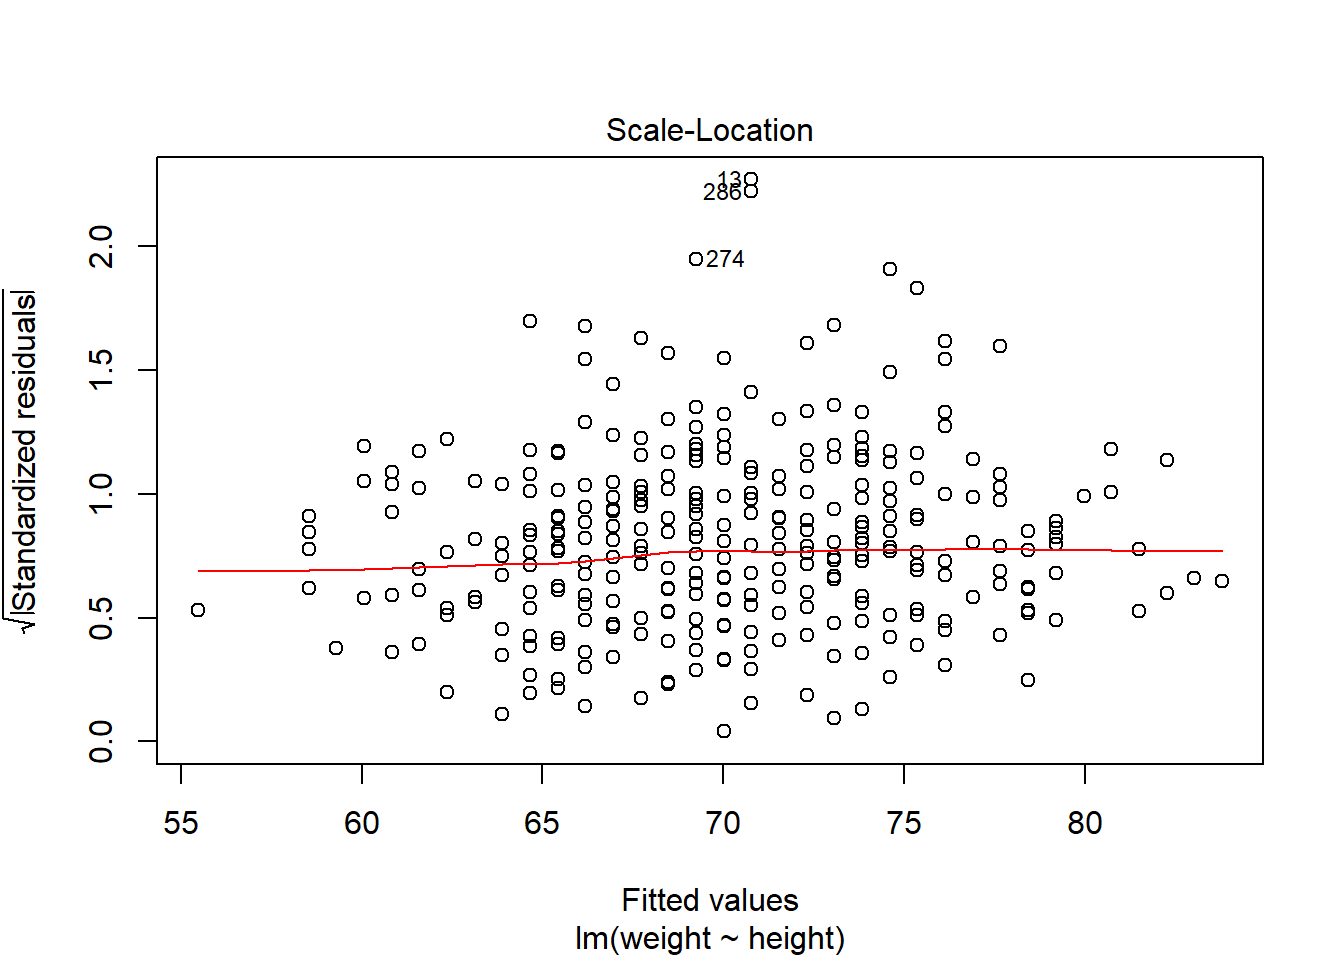 Scale-Location
13
286
274
√|Standardized residuals|
2.0
1.5
1.0
0.5
0.0
55 60 65 70 75 80
Fitted values
lm(weight ~ height)